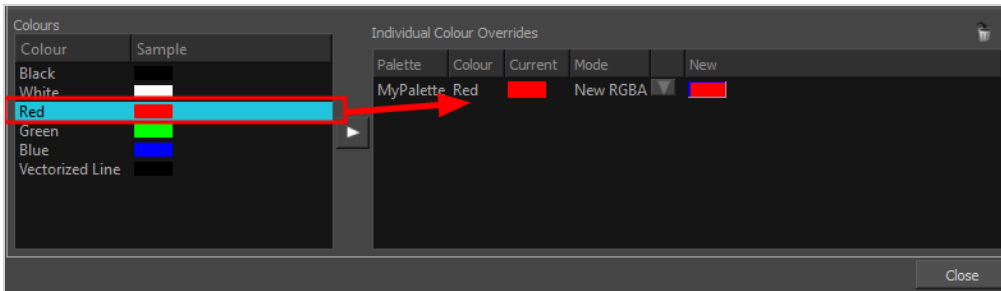 Colours
Colour Sample
Black
White
Red
Green
Blue
Vectorized Line
Individual Colour Overrides
Palette Colour Current Mode New
MyPalette Red New RGBA
Close